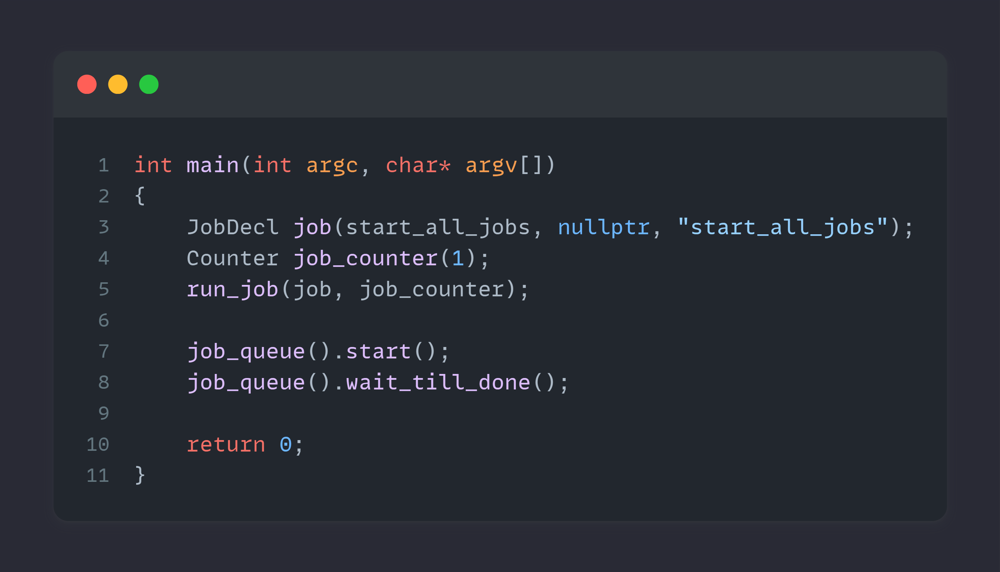 1 int main(int argc, char* argv[])
2 {
3     JobDecl job(start_all_jobs, nullptr, "start_all_jobs");
4     Counter job_counter(1);
5     run_job(job, job_counter);
6
7     job_queue().start();
8     job_queue().wait_till_done();
9
10     return 0;
11 }